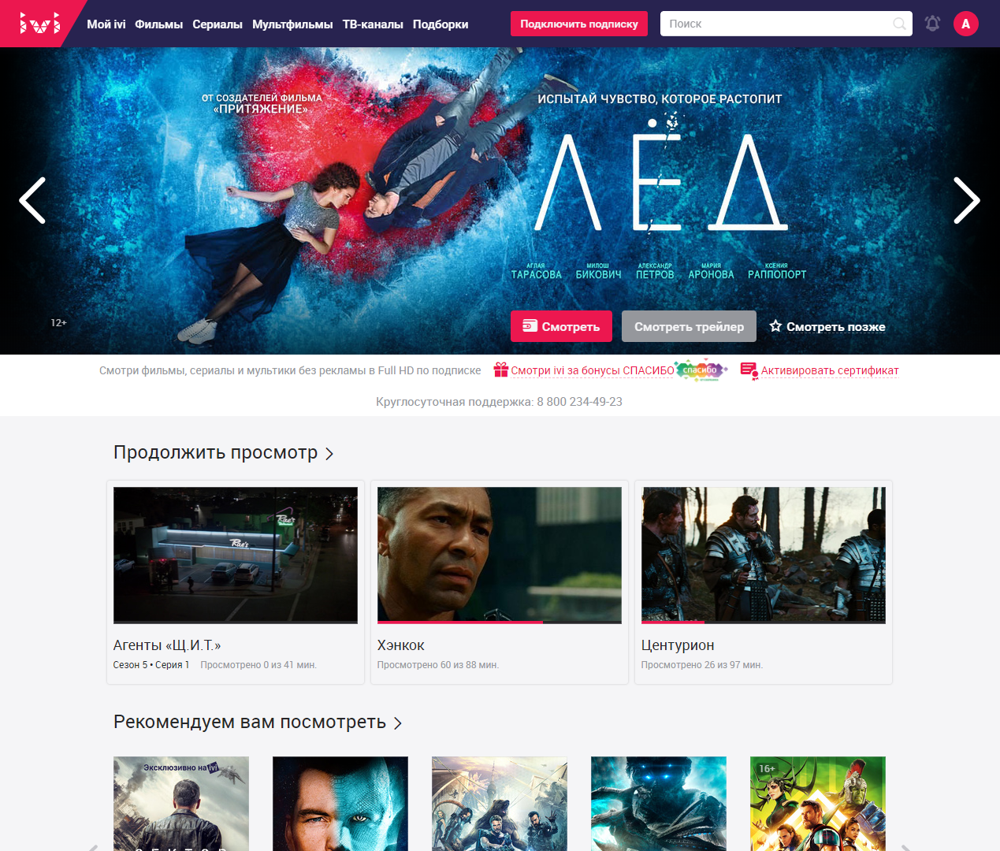 ivi
Мой ivi Фильмы Сериалы Мультфильмы ТВ-каналы Подборки Подключить подписку Поиск A
ОТ СОЗДАТЕЛЕЙ ФИЛЬМА
«ПРИТЯЖЕНИЕ»
ИСПЫТАЙ ЧУВСТВО, КОТОРОЕ РАСТОПИТ
ЛЁД
АГЛАЯ МИЛОШ АЛЕКСАНДР МАРИЯ КСЕНИЯ
ТАРАСОВА БИКОВИЧ ПЕТРОВ АРОНОВА РАППОПОРТ
12+
Смотреть Смотреть трейлер Смотреть позже
Смотри фильмы, сериалы и мультики без рекламы в Full HD по подписке Смотри ivi за бонусы СПАСИБО спасибо Активировать сертификат
Круглосуточная поддержка: 8 800 234-49-23
Продолжить просмотр
Rae's
Rae's
Агенты «Щ.И.Т.» Хэнкок Центурион
Сезон 5 • Серия 1 Просмотрено 0 из 41 мин. Просмотрено 60 из 88 мин. Просмотрено 26 из 97 мин.
Рекомендуем вам посмотреть
Эксклюзивно на ivi
16+